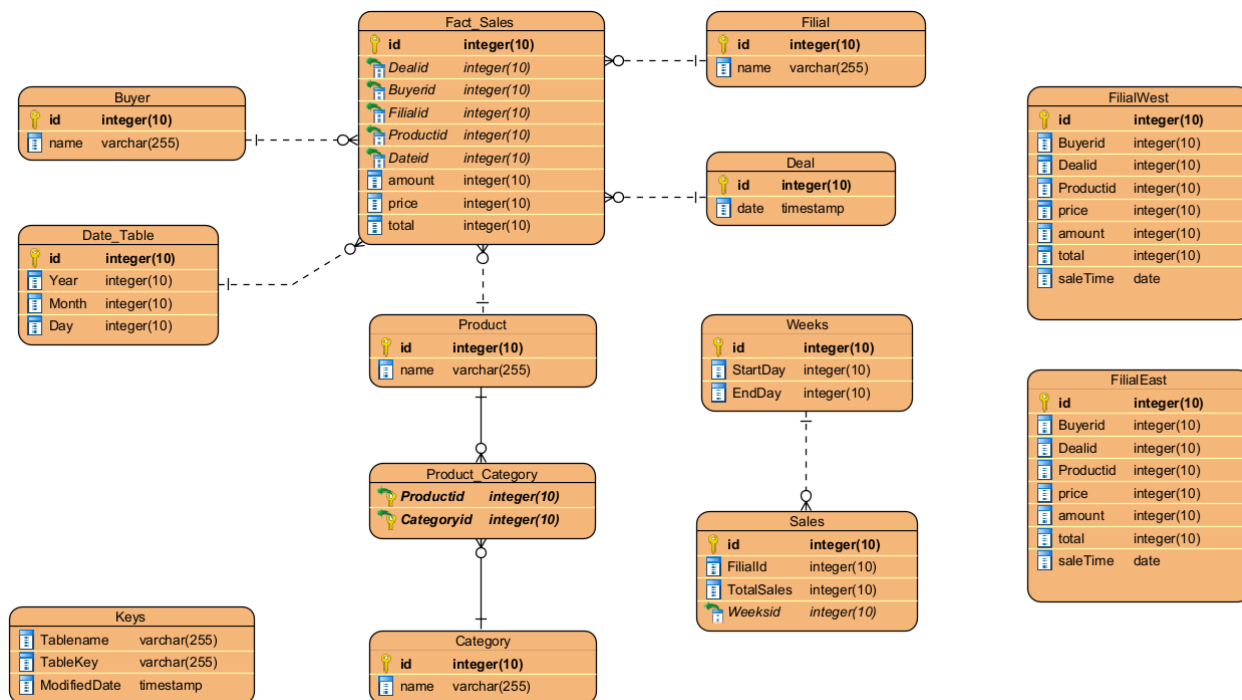 Fact_Sales
id integer(10)
Dealid integer(10)
Buyerid integer(10)
Filialid integer(10)
Productid integer(10)
Dateid integer(10)
amount integer(10)
price integer(10)
total integer(10)
Filial
id integer(10)
name varchar(255)
Buyer
id integer(10)
name varchar(255)
FilialWest
id integer(10)
Buyerid integer(10)
Dealid integer(10)
Productid integer(10)
price integer(10)
amount integer(10)
total integer(10)
saleTime date
Deal
id integer(10)
date timestamp
Date_Table
id integer(10)
Year integer(10)
Month integer(10)
Day integer(10)
Product
id integer(10)
name varchar(255)
Weeks
id integer(10)
StartDay integer(10)
EndDay integer(10)
FilialEast
id integer(10)
Buyerid integer(10)
Dealid integer(10)
Productid integer(10)
price integer(10)
amount integer(10)
total integer(10)
saleTime date
Product_Category
Productid integer(10)
Categoryid integer(10)
Sales
id integer(10)
FilialId integer(10)
TotalSales integer(10)
Weeksid integer(10)
Keys
Tablename varchar(255)
TableKey varchar(255)
ModifiedDate timestamp
Category
id integer(10)
name varchar(255)